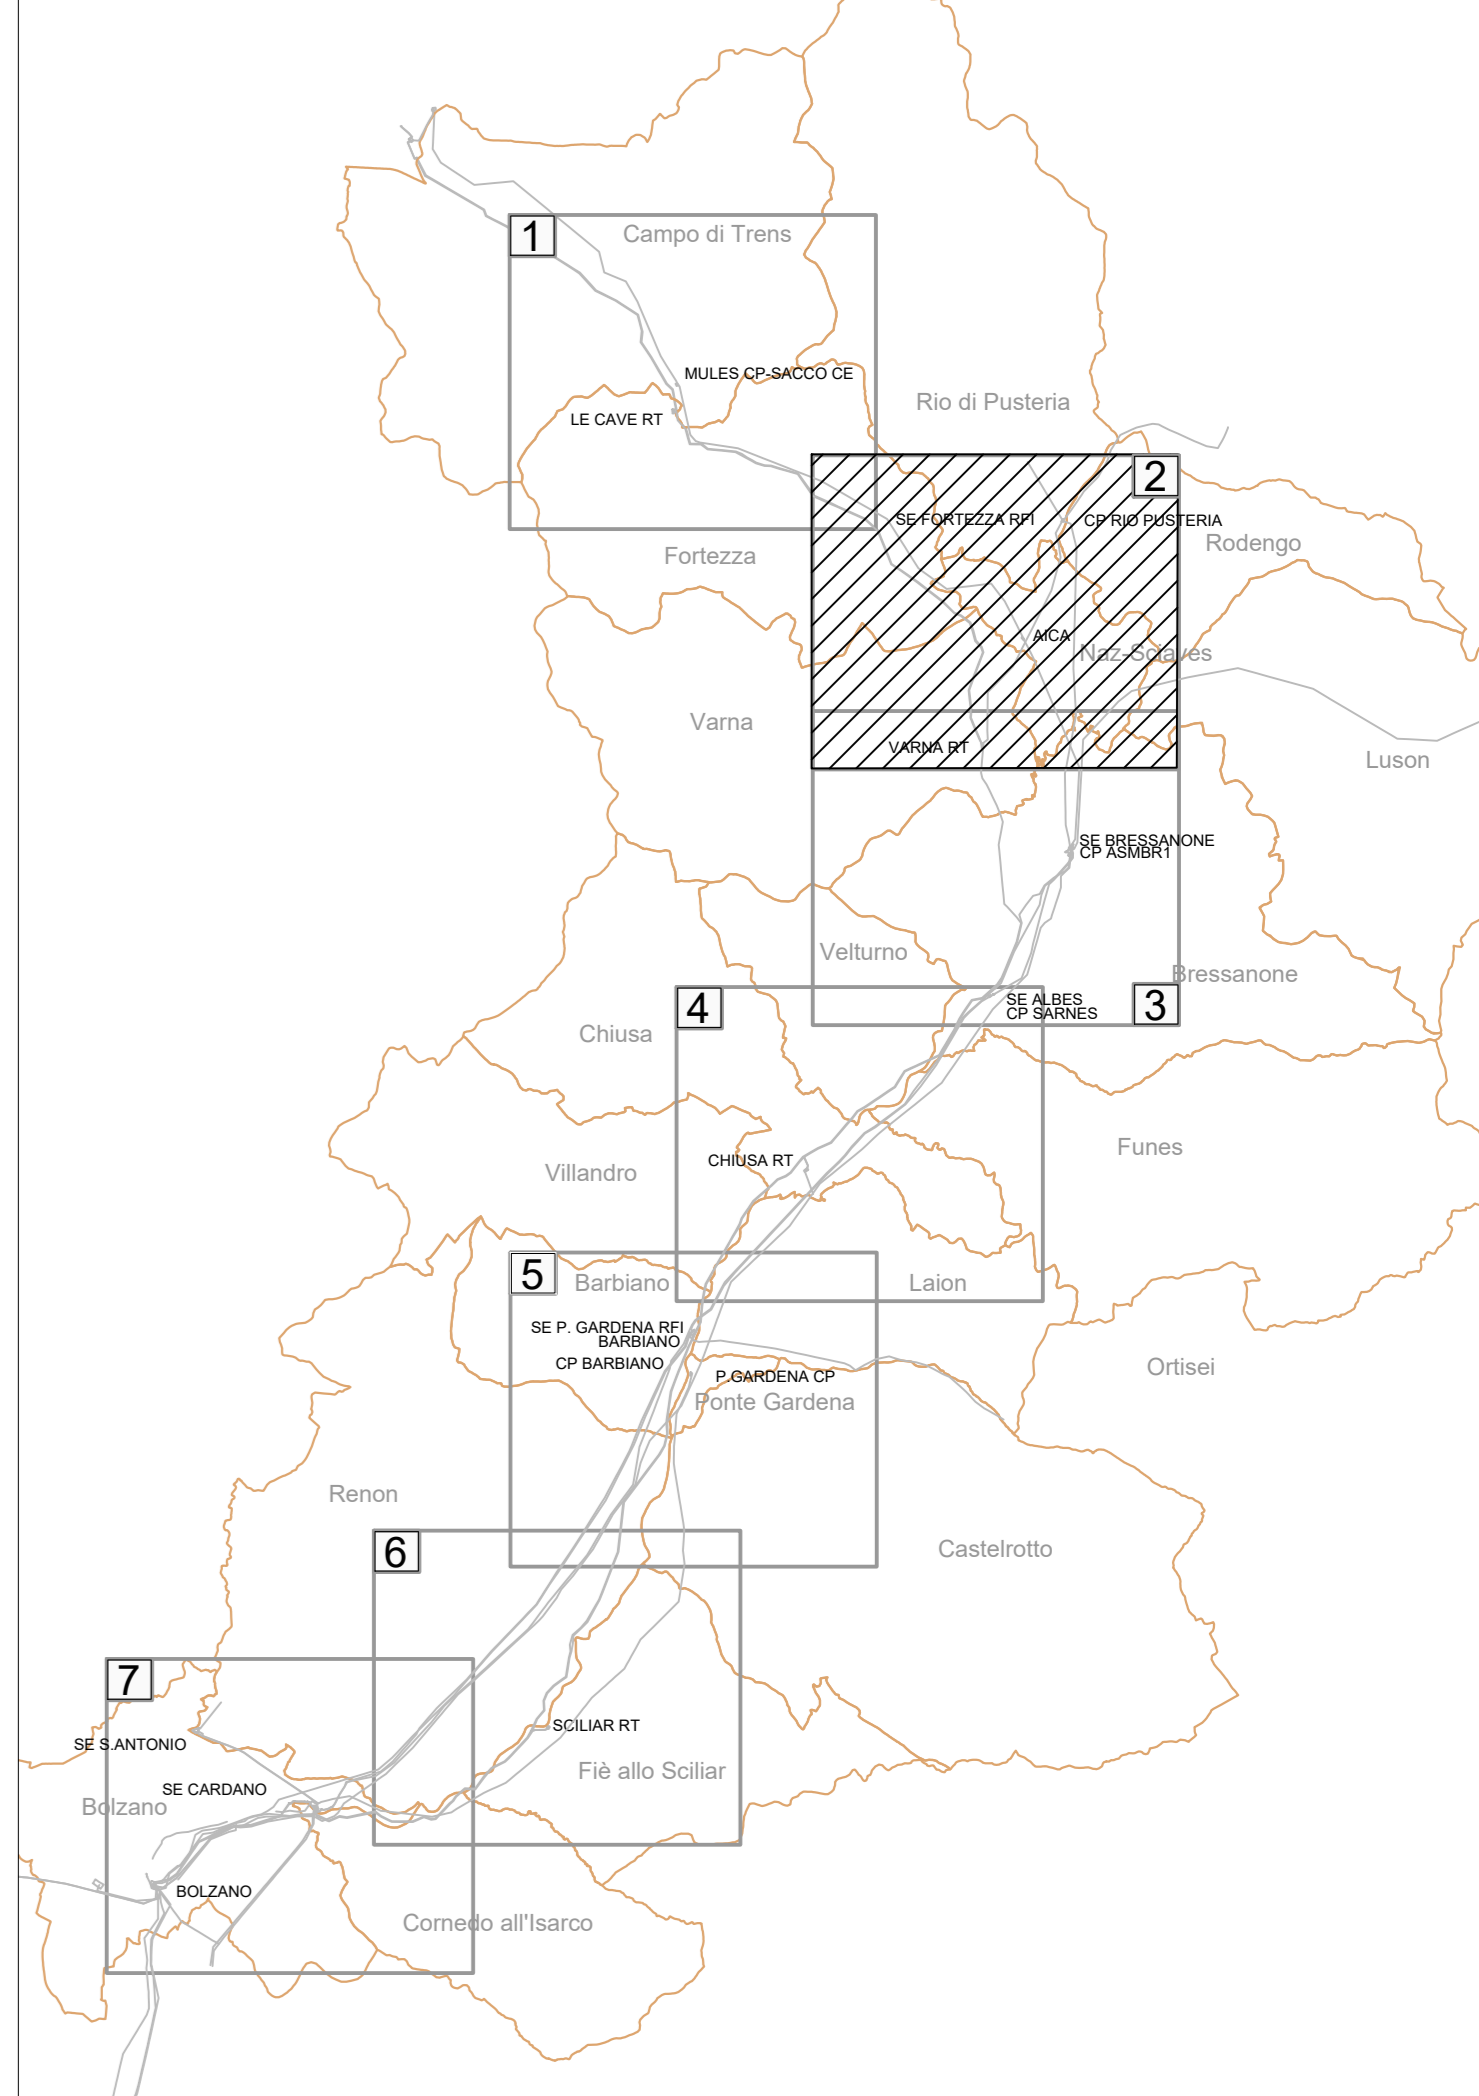 1
Campo di Trens
MULES CP-SACCO CE
LE CAVE RT
Rio di Pusteria
2
SE FORTEZZA RFI
CP RIO PUSTERIA
Rodengo
Fortezza
AICA
Naz-Sciaves
Varna
VARNA RT
Luson
SE BRESSANONE
CP ASMBR1
Velturno
Bressanone
SE ALBES
CP SARNES
3
4
Chiusa
Funes
CHIUSA RT
Villandro
5
Barbiano
Laion
SE P. GARDENA RFI
BARBIANO
CP BARBIANO
P.GARDENA CP
Ortisei
Ponte Gardena
Renon
Castelrotto
6
7
SCILIAR RT
SE S.ANTONIO
Fiè allo Sciliar
SE CARDANO
Bolzano
BOLZANO
Cornedo all'Isarco